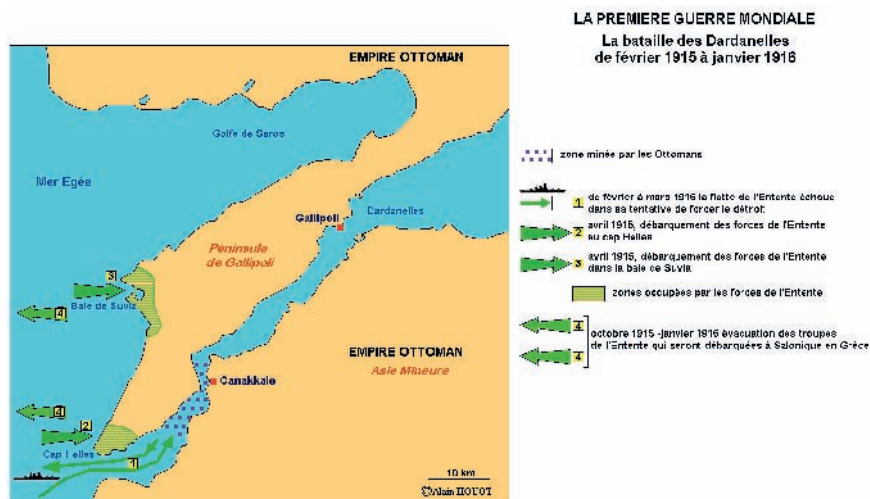 LA PREMIERE GUERRE MONDIALE
La bataille des Dardanelles
de février 1915 à janvier 1916
EMPIRE OTTOMAN
EMPIRE OTTOMAN
Golfe de Saros
Mer Egée
Gallipoli
Dardanelles
Péninsule
de Gallipoli
3
Baie de Suvla
4
EMPIRE OTTOMAN
Asie Mineure
Canakkale
4
2
Cap Helles
1
10 km
©Alain HOUOT
zone minée par les Ottomans
1
de février à mars 1916 la flotte de l'Entente échoue
dans sa tentative de forcer le détroit
2
avril 1915, débarquement des forces de l'Entente
au cap Helles
3
avril 1915, débarquement des forces de l'Entente
dans la baie de Suvla
zones occupées par les forces de l'Entente
4
4
octobre 1915 -janvier 1916 évacuation des troupes
de l'Entente qui seront débarquées à Salonique en Grèce